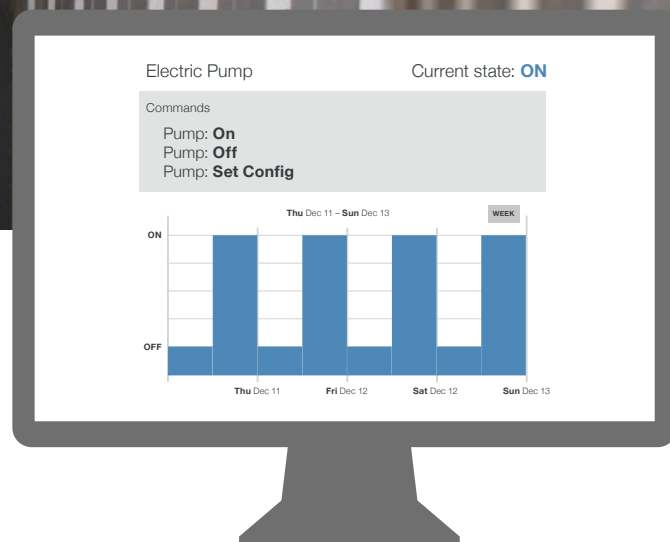 Electric Pump Current state: ON
Commands
Pump: On
Pump: Off
Pump: Set Config
Thu Dec 11 – Sun Dec 13 WEEK
ON
OFF
Thu Dec 11 Fri Dec 12 Sat Dec 12 Sun Dec 13